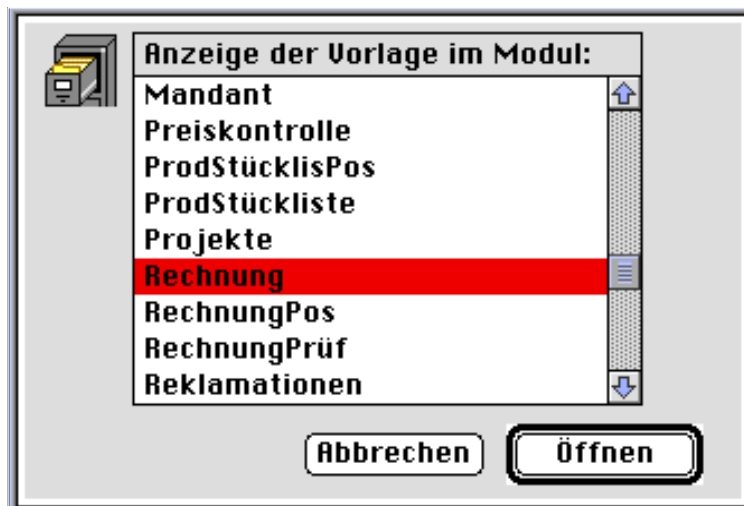 Anzeige der Vorlage im Modul:
Mandant
Preiskontrolle
ProdStücklisPos
ProdStückliste
Projekte
Rechnung
RechnungPos
RechnungPrüf
Reklamationen
Abbrechen Öffnen